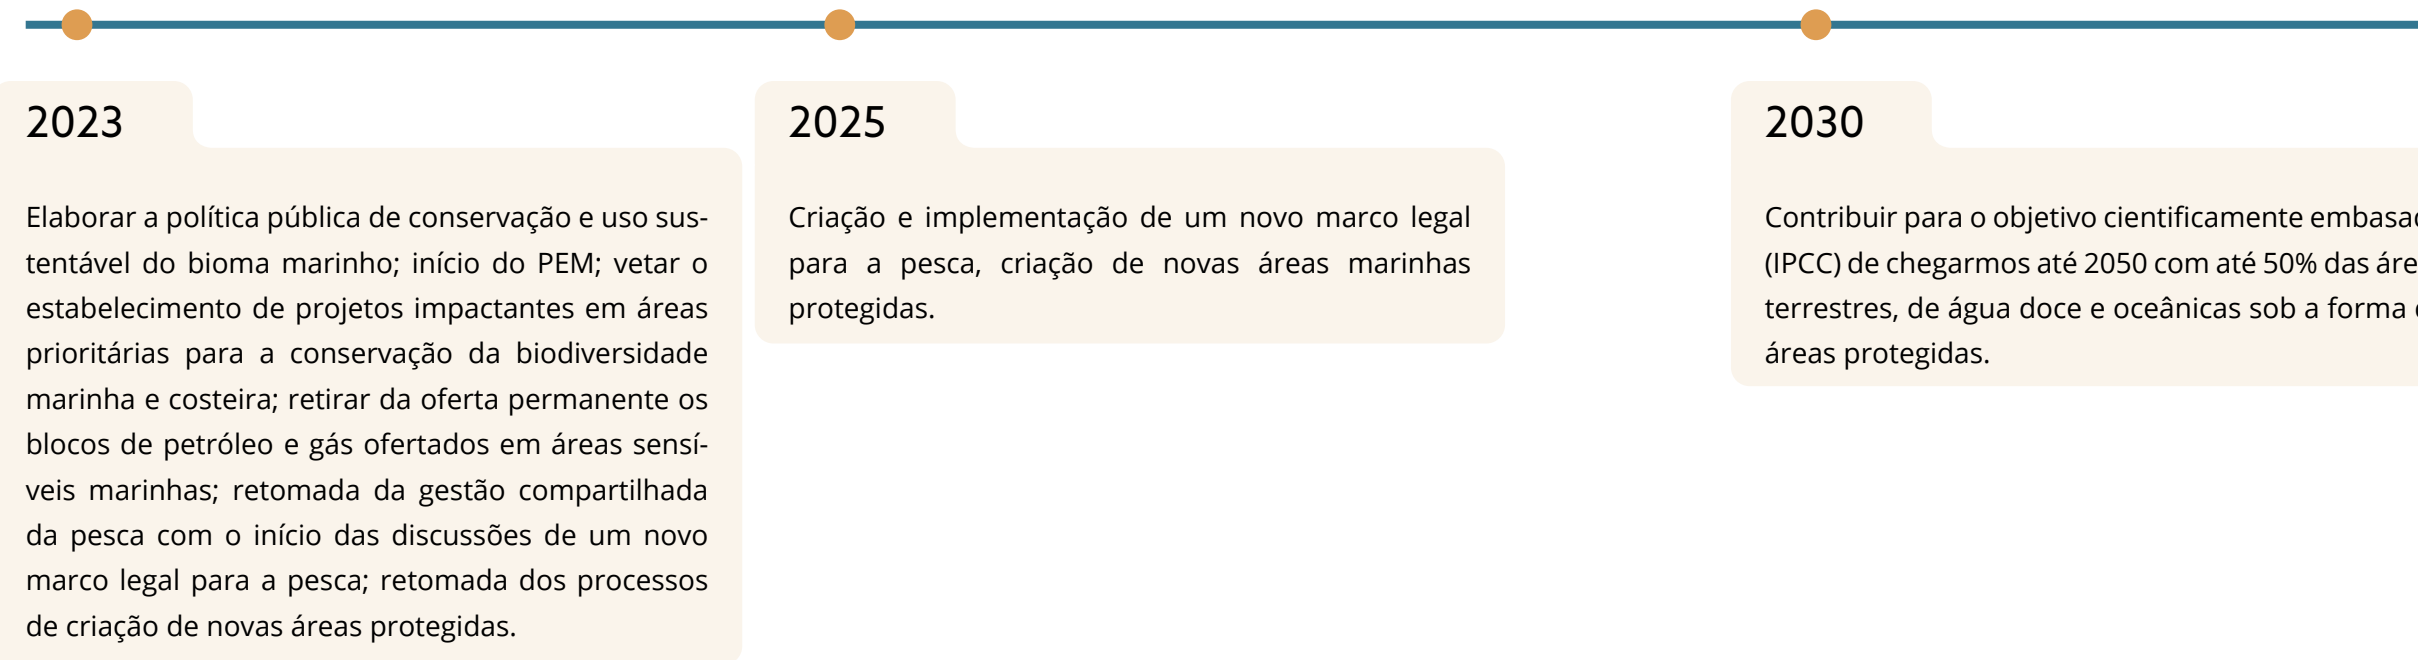 2023
Elaborar a política pública de conservação e uso sus-
tentável do bioma marinho; início do PEM; vetar o
estabelecimento de projetos impactantes em áreas
prioritárias para a conservação da biodiversidade
marinha e costeira; retirar da oferta permanente os
blocos de petróleo e gás ofertados em áreas sensí-
veis marinhas; retomada da gestão compartilhada
da pesca com o início das discussões de um novo
marco legal para a pesca; retomada dos processos
de criação de novas áreas protegidas.
2025
Criação e implementação de um novo marco legal
para a pesca, criação de novas áreas marinhas
protegidas.
2030
Contribuir para o objetivo cientificamente
(IPCC) de chegarmos até 2050 com até 50% das
terrestres, de água doce e oceânicas sob a forma
áreas protegidas.